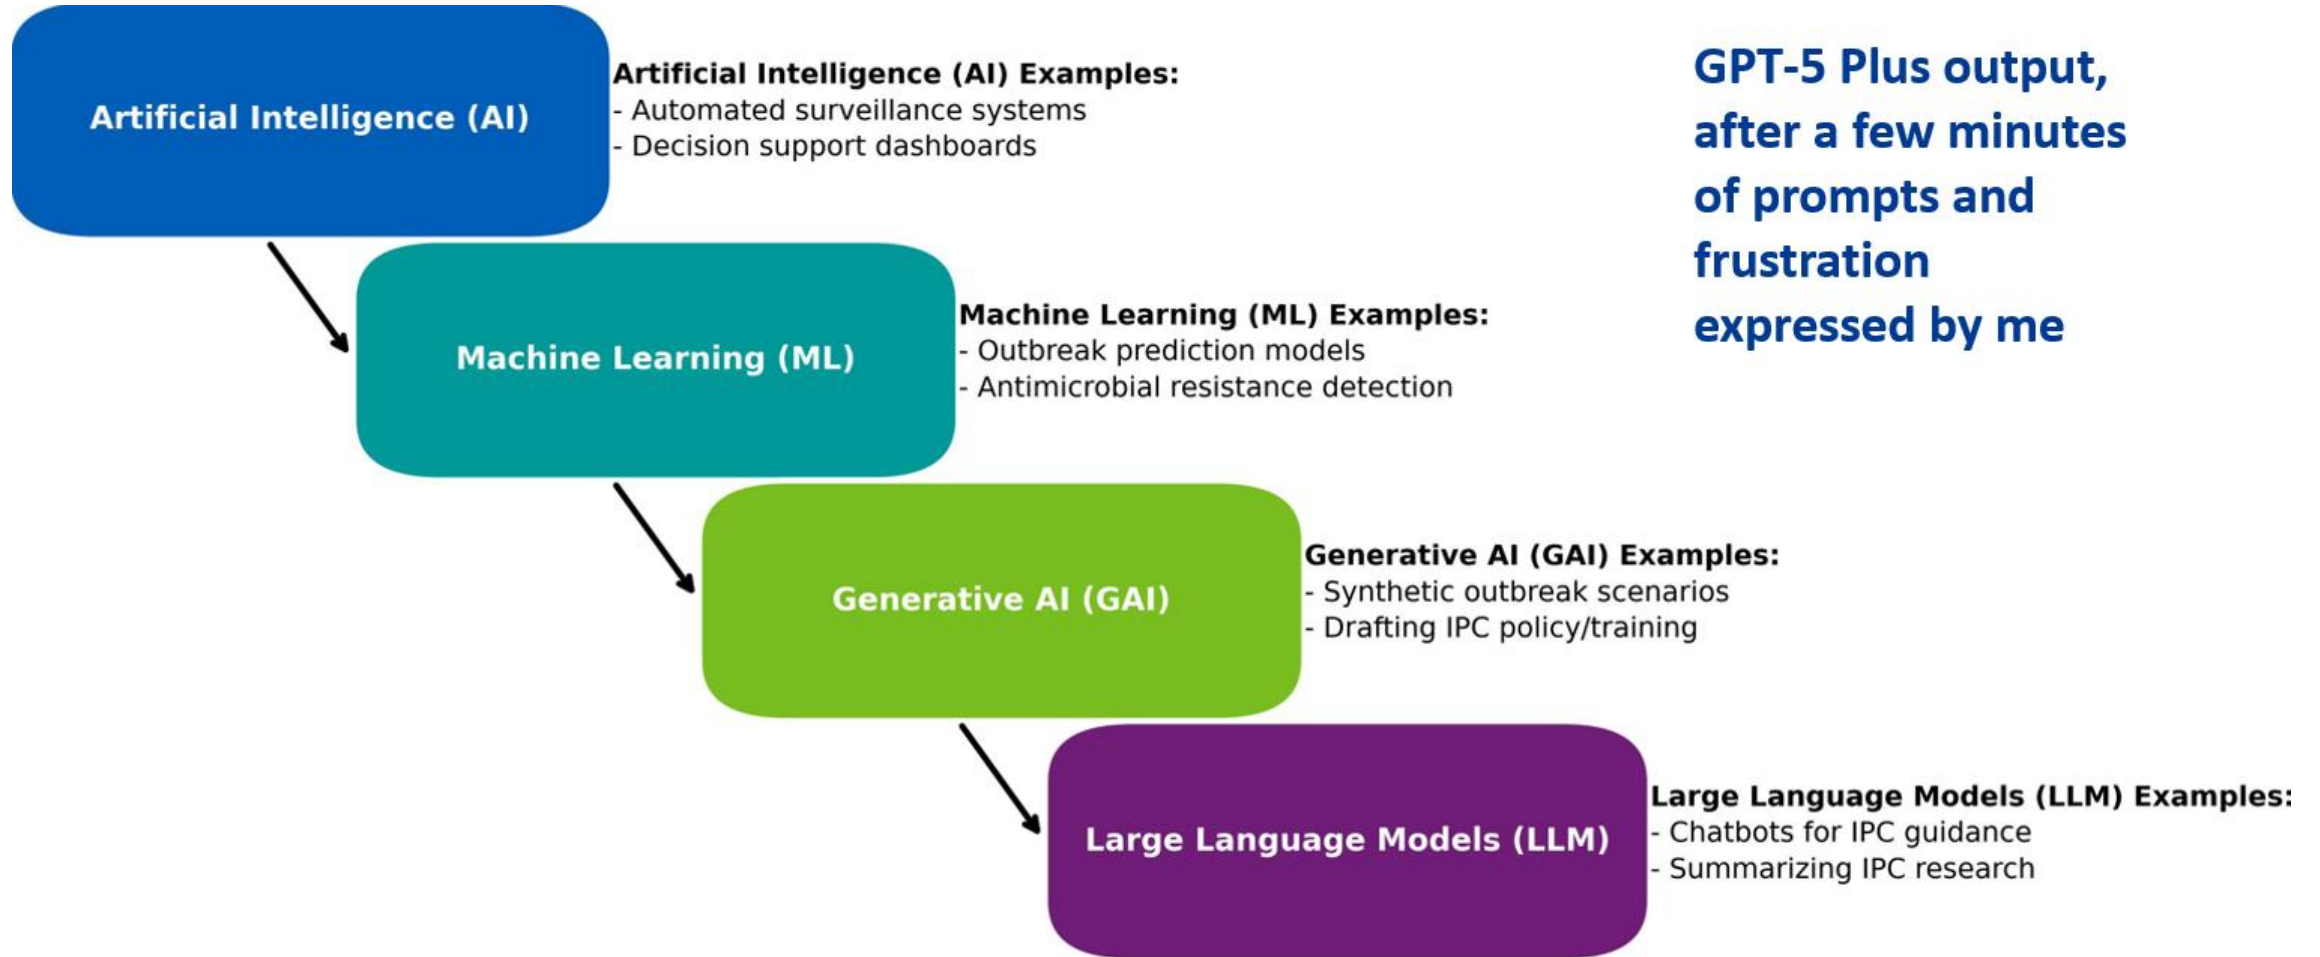 Artificial Intelligence (AI)
Artificial Intelligence (AI) Examples:
- Automated surveillance systems
- Decision support dashboards
GPT-5 Plus output,
after a few minutes
of prompts and
frustration
expressed by me
Machine Learning (ML)
Machine Learning (ML) Examples:
- Outbreak prediction models
- Antimicrobial resistance detection
Generative AI (GAI)
Generative AI (GAI) Examples:
- Synthetic outbreak scenarios
- Drafting IPC policy/training
Large Language Models (LLM)
Large Language Models (LLM) Examples:
- Chatbots for IPC guidance
- Summarizing IPC research